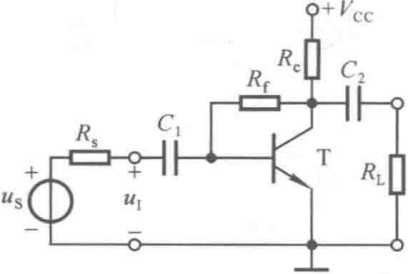 +V_CC
R_c
R_f
C_2
R_s
C_1
T
+
+
u_S
u_I
R_L
−
−